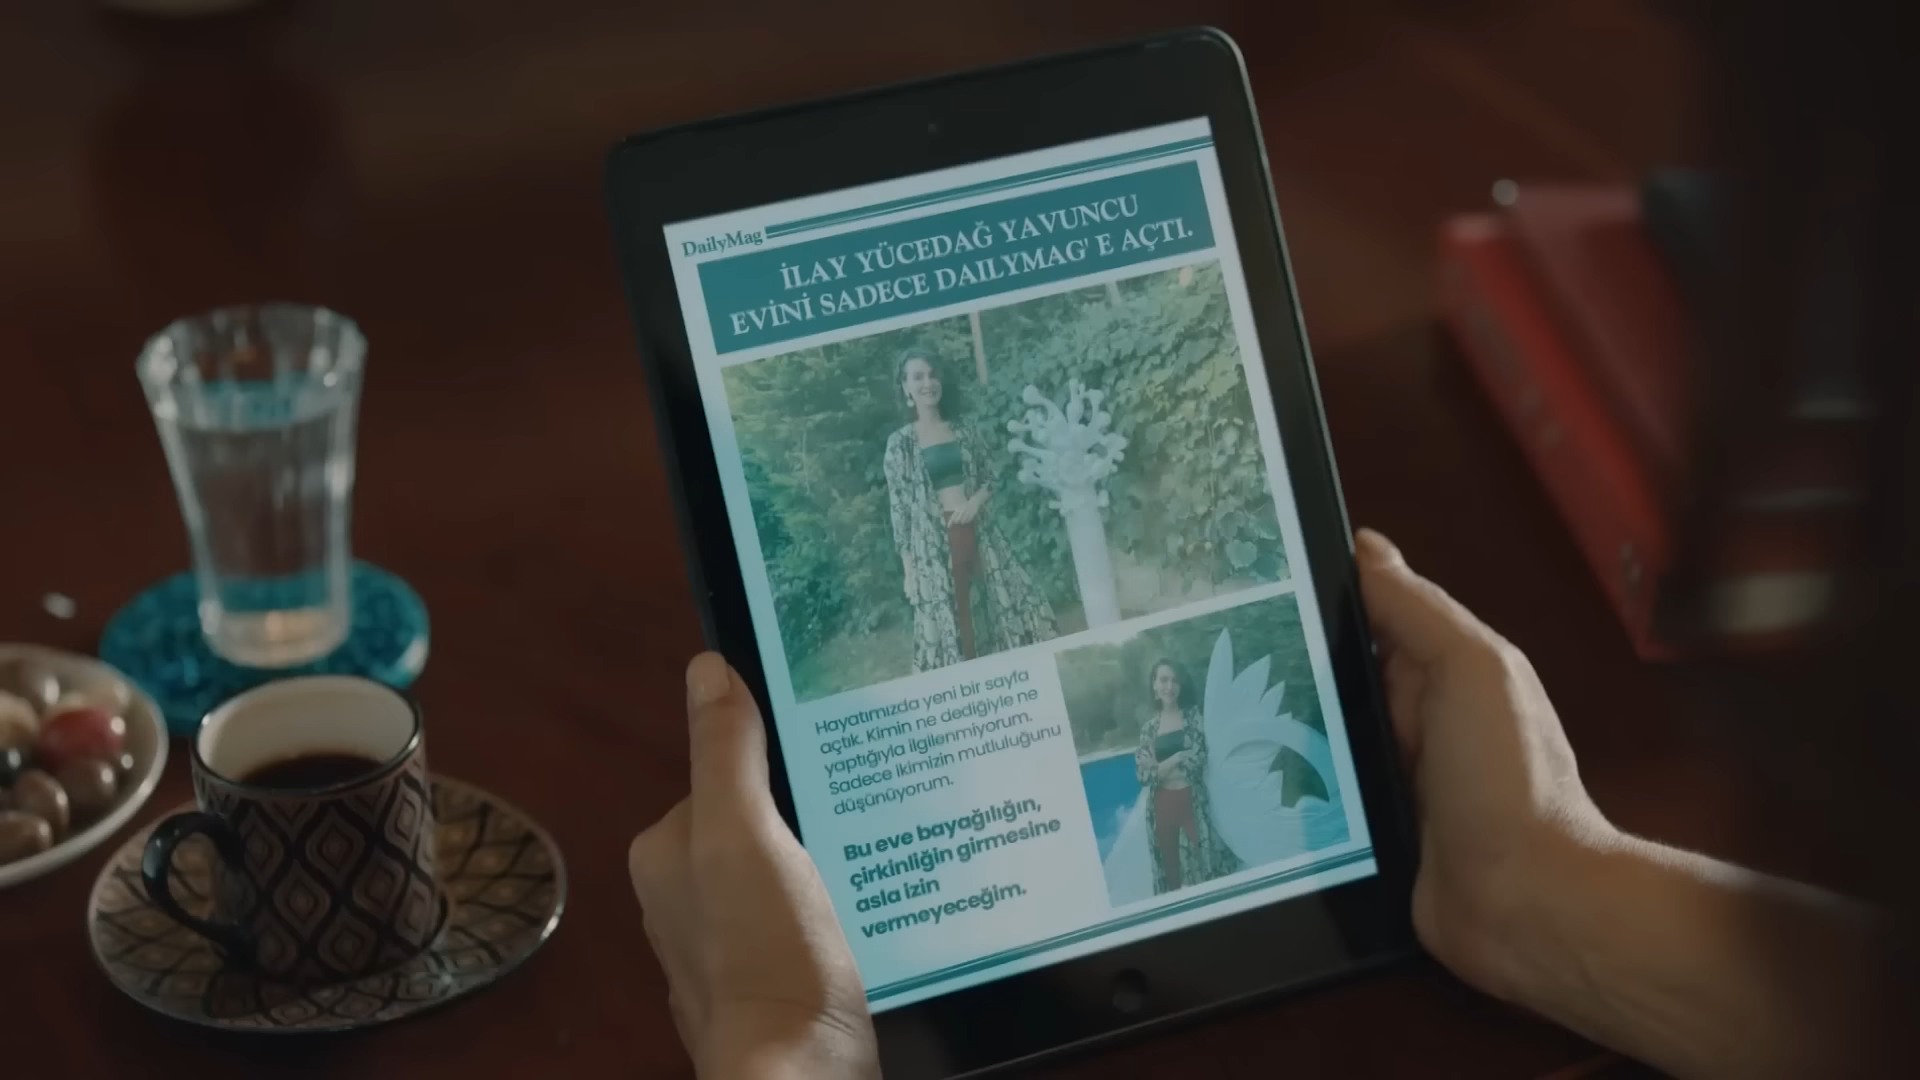 DailyMag
İLAY YÜCEDAĞ YAVUNCU
EVİNİ SADECE DAILYMAG' E AÇTI.
Hayatımızda yeni bir sayfa
açtık. Kimin ne dediğiyle ne
yaptığıyla ilgilenmiyorum.
Sadece ikimizin mutluluğunu
düşünüyorum.
Bu eve bayağılığın,
çirkinliğin girmesine
asla izin
vermeyeceğim.